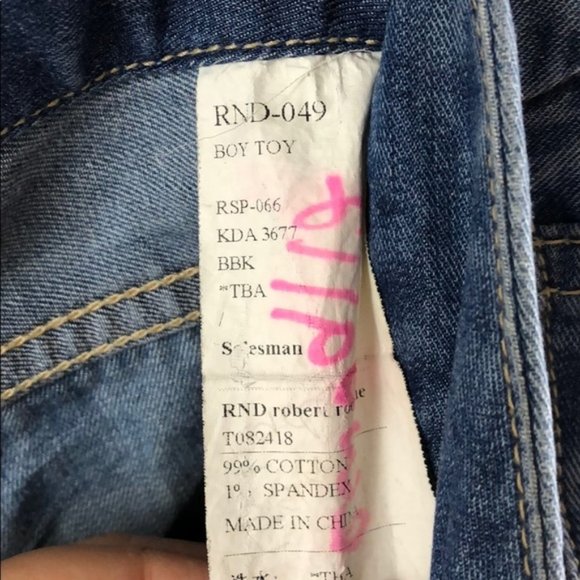 RND-049
BOY TOY
RSP-066
KDA 3677
BBK
*TBA
/
Salesman
RND robert
T082418
99% COTTON
1% SPANDEX
MADE IN CHINA
*THA